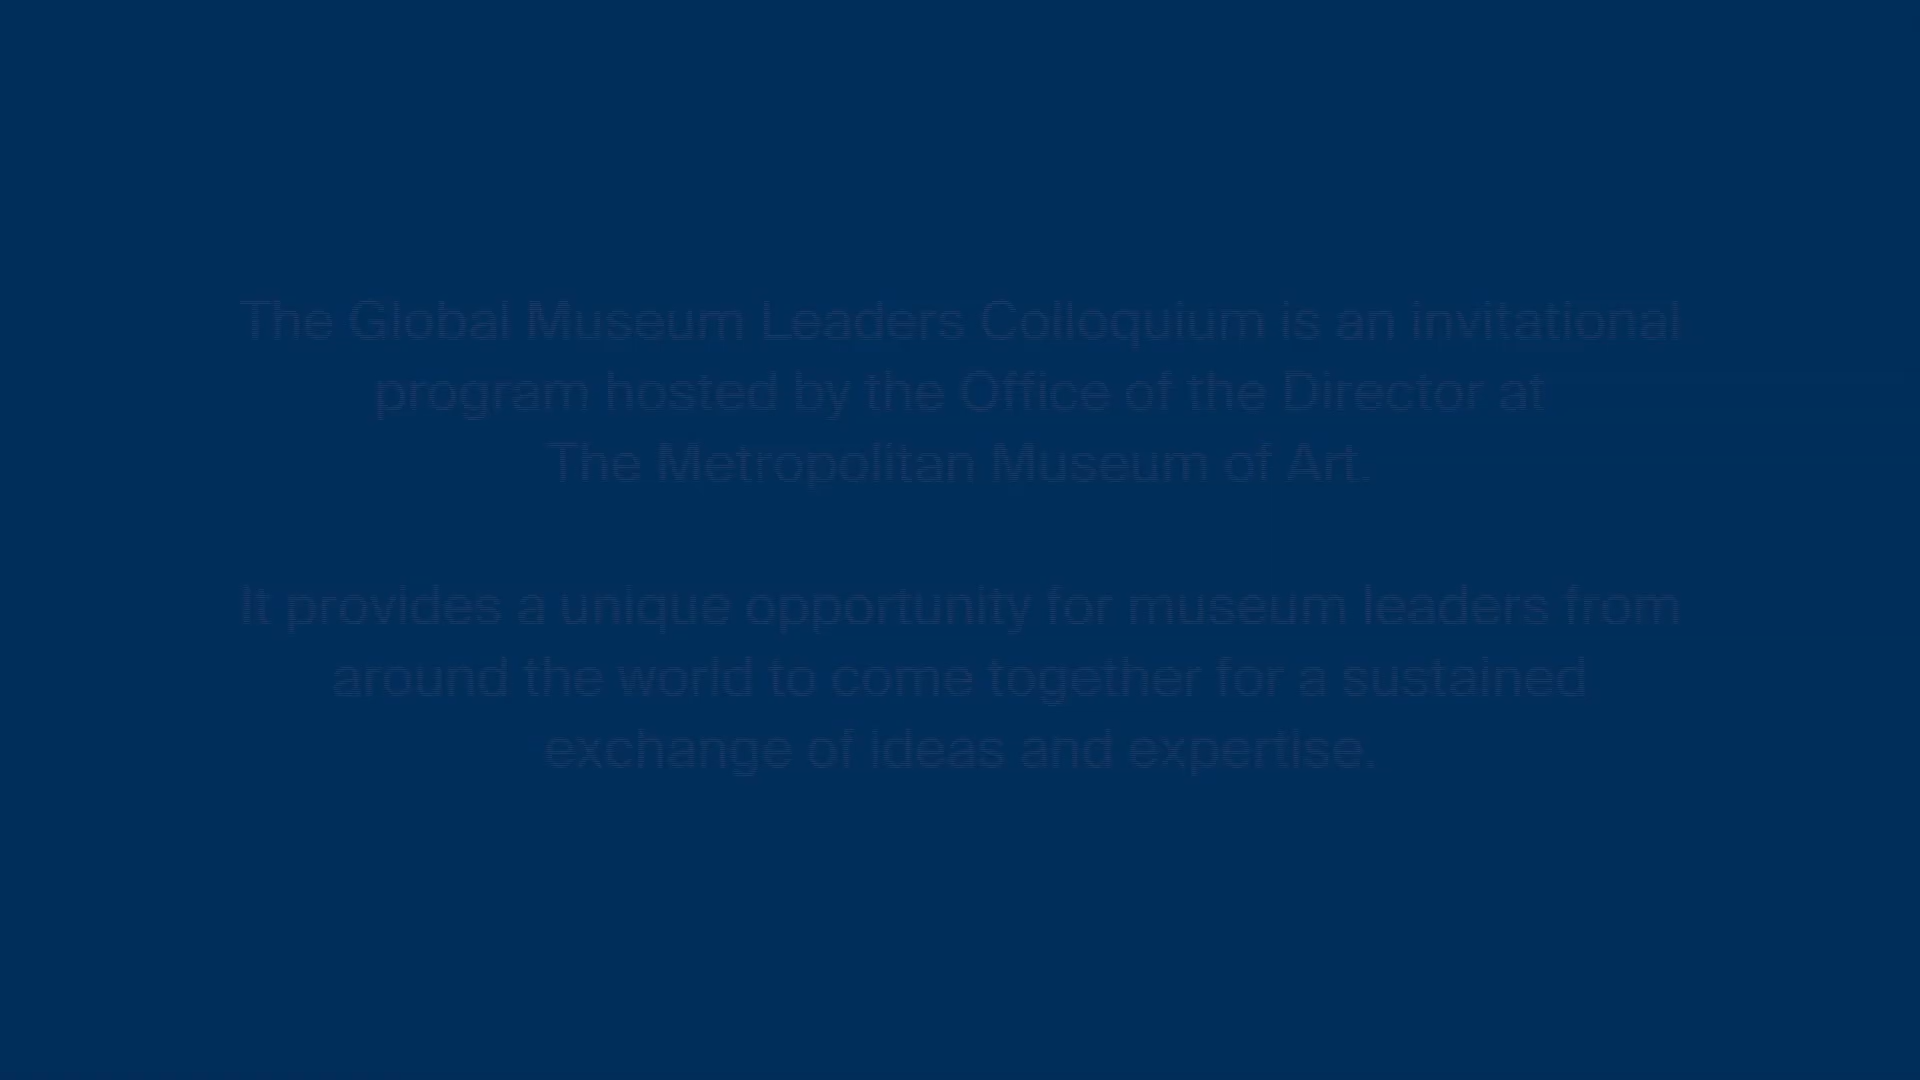 The Global Museum Leaders Colloquium is an invitational
program hosted by the Office of the Director at
The Metropolitan Museum of Art.
It provides a unique opportunity for museum leaders from
around the world to come together for a sustained
exchange of ideas and expertise.